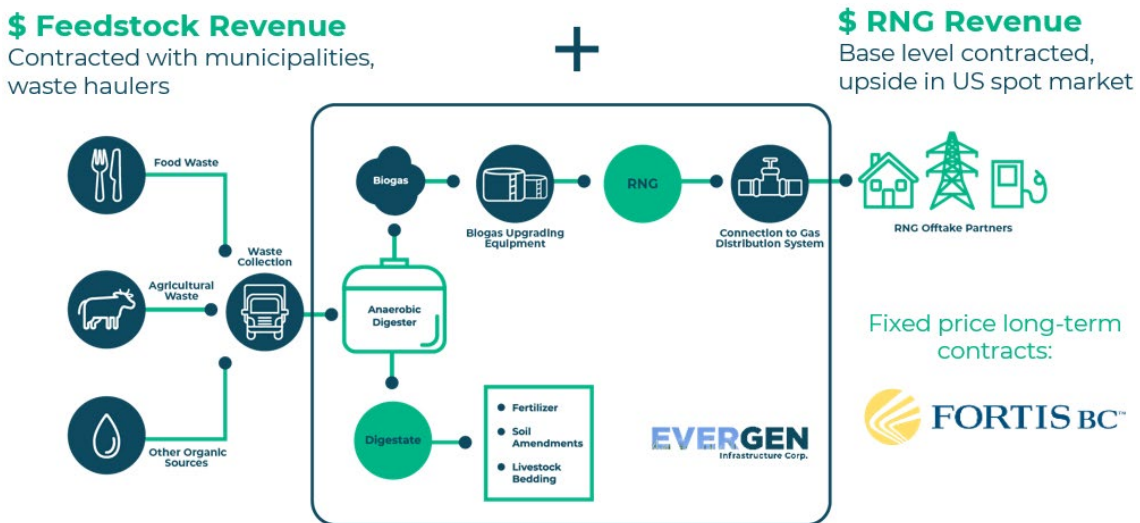 $ Feedstock Revenue
Contracted with municipalities,
waste haulers
+
$ RNG Revenue
Base level contracted,
upside in US spot market
Food Waste
Agricultural
Waste
Other Organic
Sources
Waste
Collection
Biogas
Biogas Upgrading
Equipment
RNG
Connection to Gas
Distribution System
RNG Offtake Partners
Anaerobic
Digester
Digestate
• Fertilizer
• Soil
Amendments
• Livestock
Bedding
EVERGEN
Infrastructure Corp.
Fixed price long-term
contracts:
FORTIS BC™